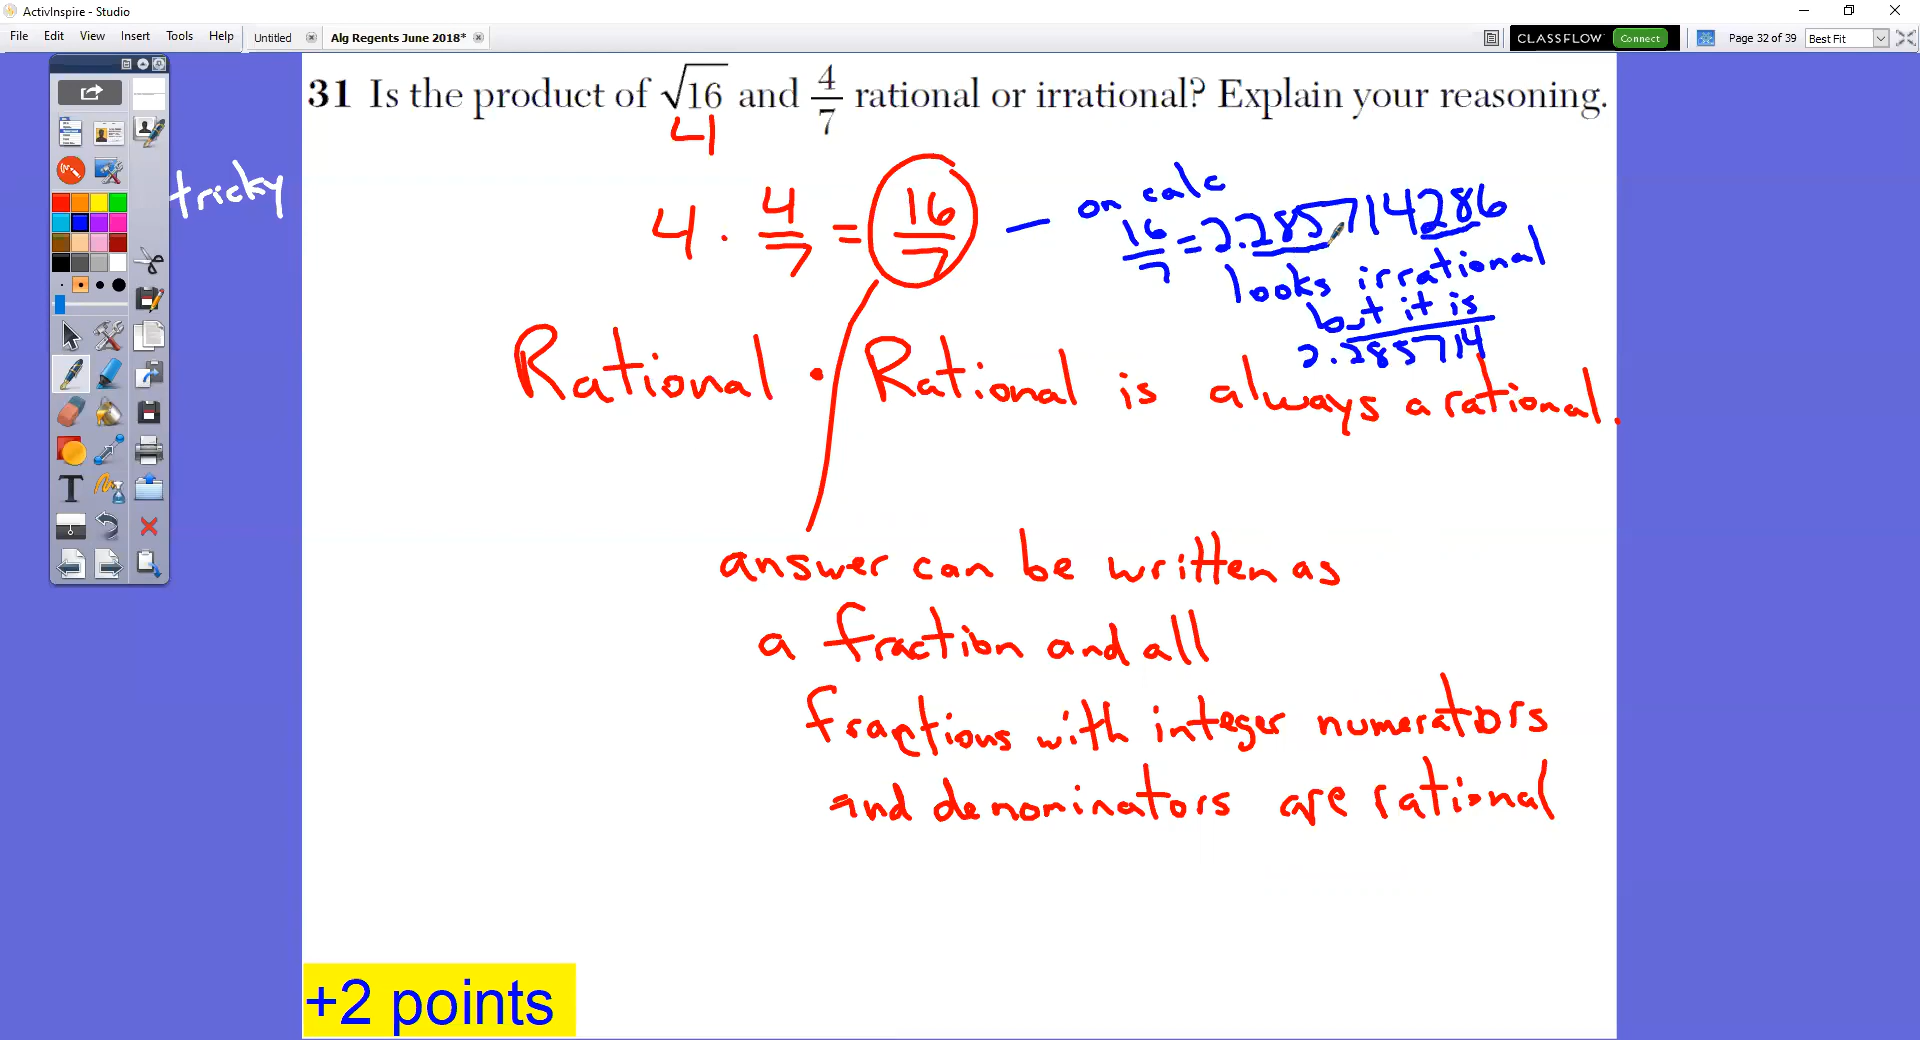 ActivInspire - Studio
File Edit View Insert Tools Help Untitled Alg Regents June 2018* CLASSFLOW Connect Page 32 of 39 Best Fit
31 Is the product of √16 and 4/7 rational or irrational? Explain your reasoning.
4
tricky
4 · 4/7 = 16/7 — on calc
16/7 = 2.285714286
looks irrational
but it is
2.285714
Rational · Rational is always a rational.
answer can be written as
a fraction and all
fractions with integer numerators
and denominators are rational
+2 points